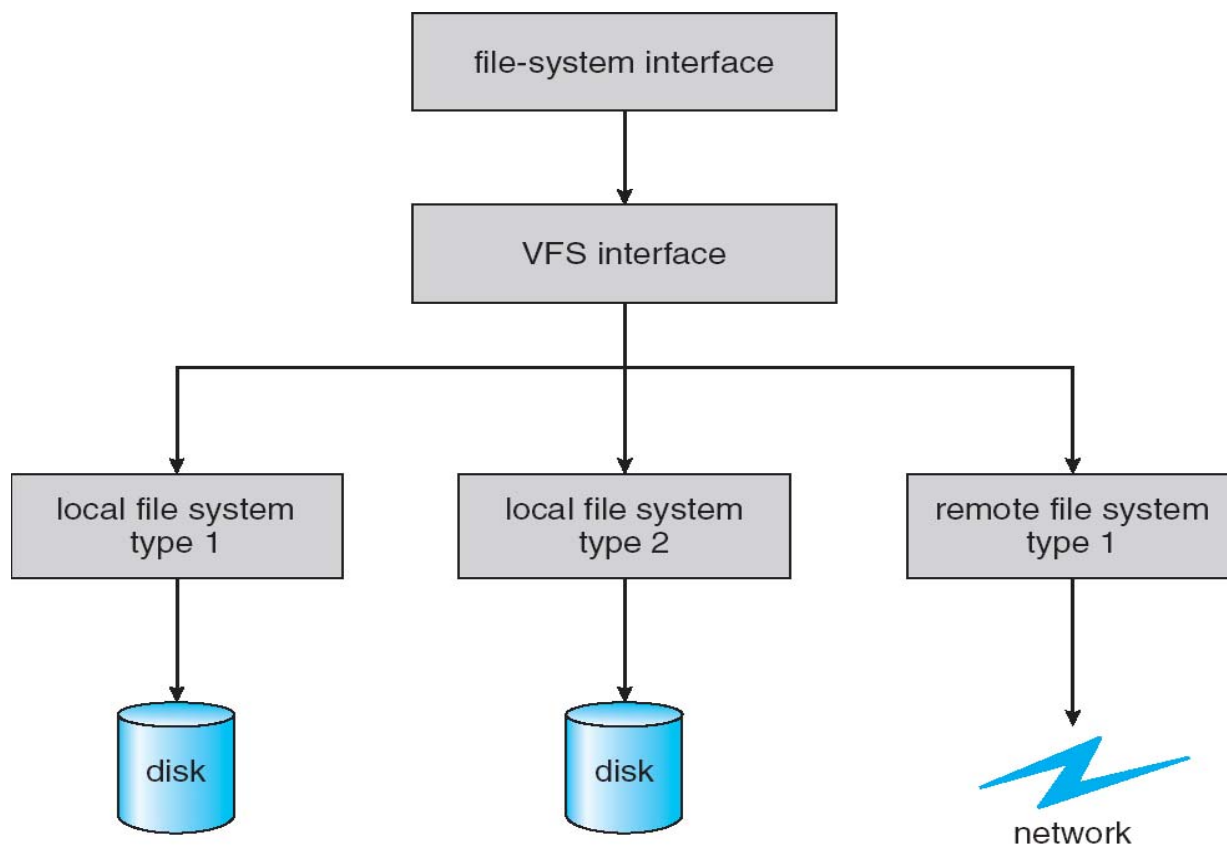 file-system interface
VFS interface
local file system
type 1
local file system
type 2
remote file system
type 1
disk
disk
network